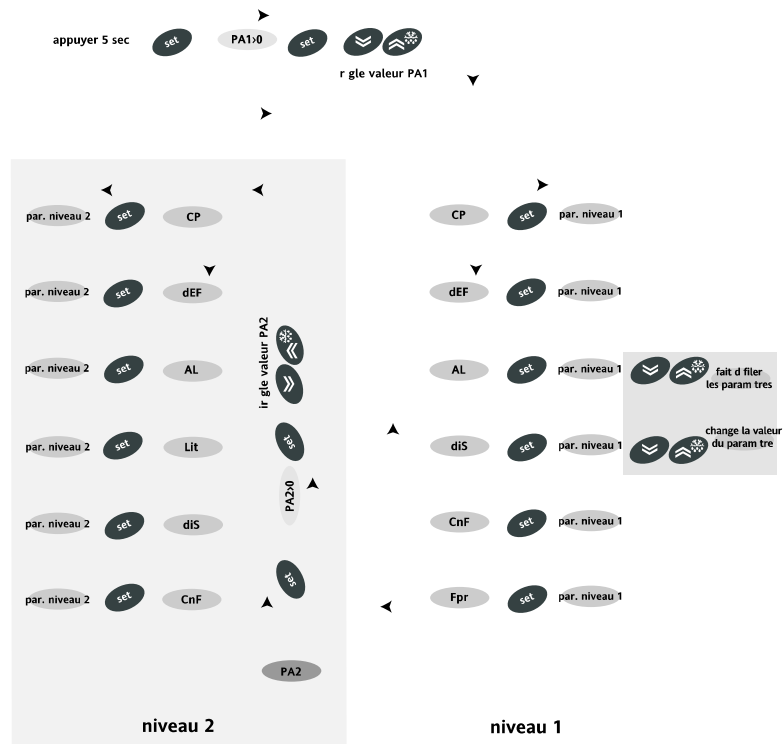 appuyer 5 sec set PA1>0 set
r gle valeur PA1
par. niveau 2 set CP
par. niveau 2 set dEF
par. niveau 2 set AL
par. niveau 2 set Lit
par. niveau 2 set diS
par. niveau 2 set CnF
ir gle valeur PA2
set
PA2>0
set
PA2
niveau 2
CP set par. niveau 1
dEF set par. niveau 1
AL set par. niveau 1
fait d filer
les param tres
diS set par. niveau 1
change la valeur
du param tre
CnF set par. niveau 1
Fpr set par. niveau 1
niveau 1